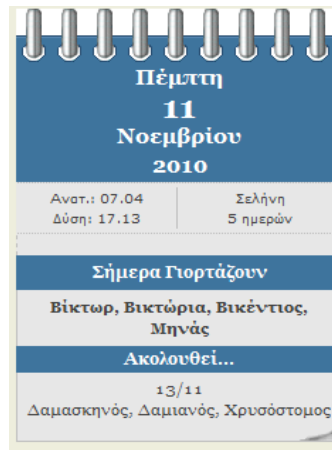 Πέμπτη
11
Νοεμβρίου
2010
Ανατ.: 07.04
Δύση: 17.13
Σελήνη
5 ημερών
Σήμερα Γιορτάζουν
Βίκτωρ, Βικτώρια, Βικέντιος,
Μηνάς
Ακολουθεί...
13/11
Δαμασκηνός, Δαμιανός, Χρυσόστομος